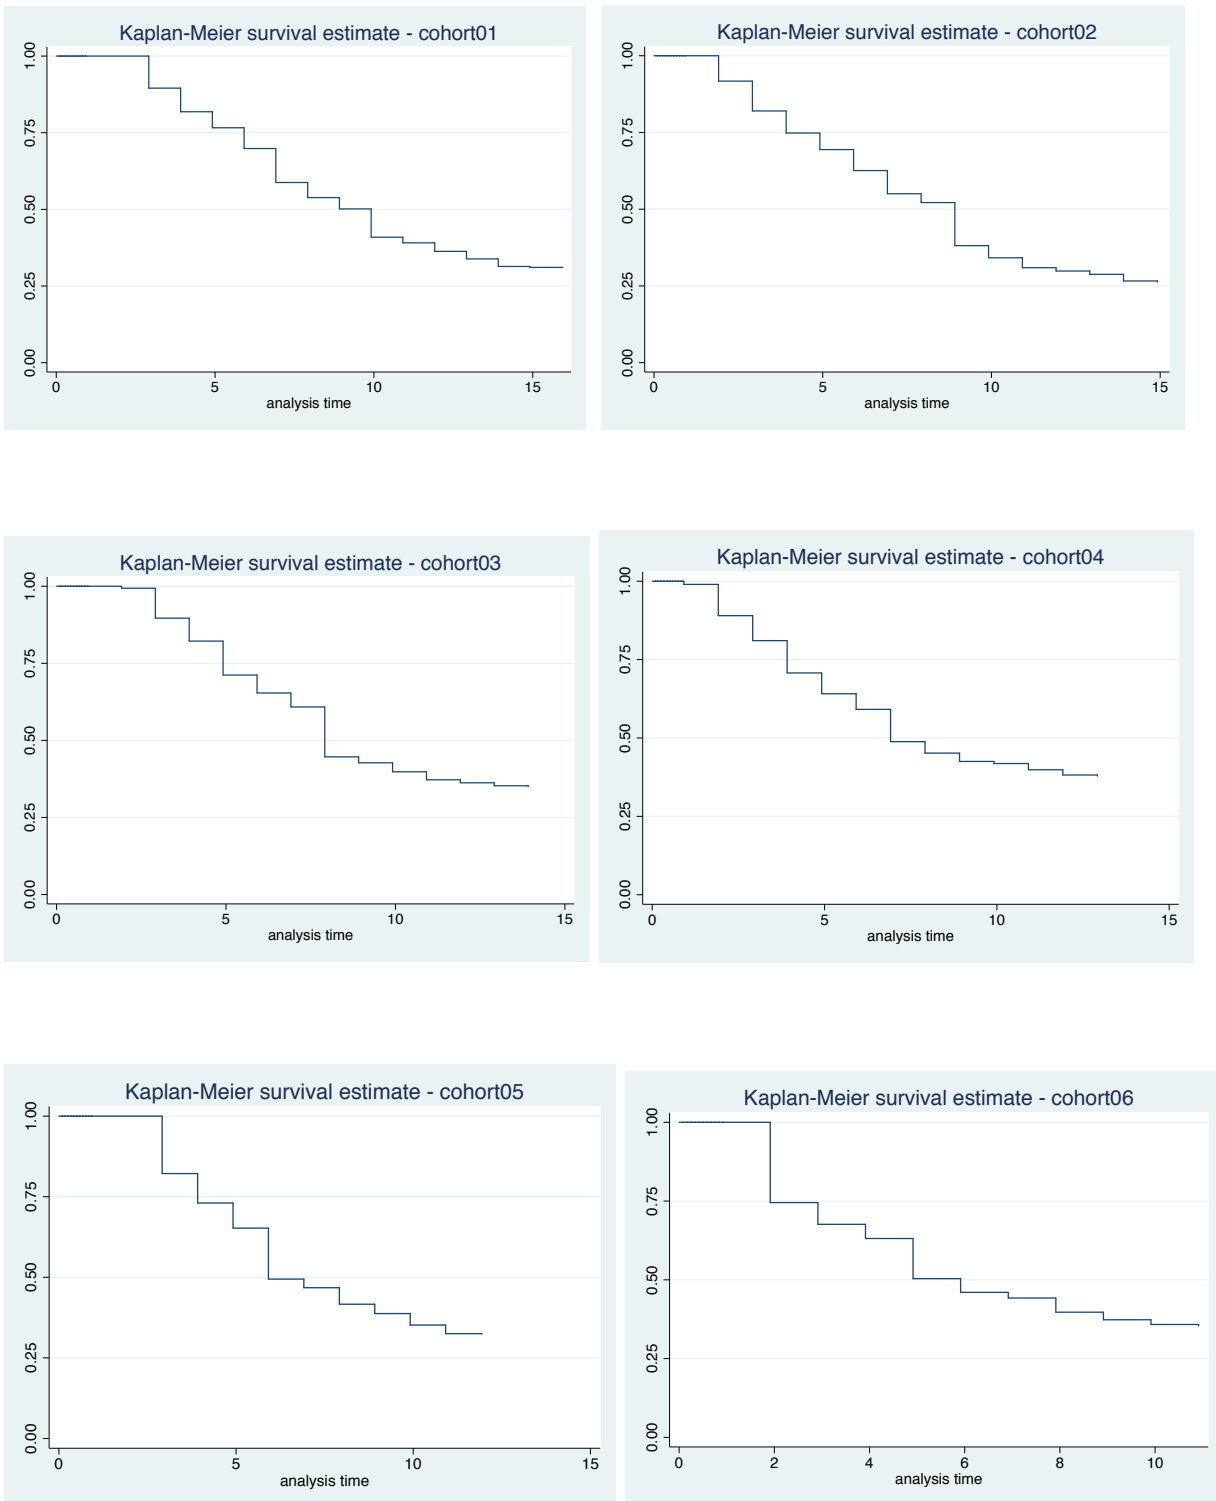 Kaplan-Meier survival estimate - cohort01
1.00
0.75
0.50
0.25
0.00
0 5 10 15
analysis time
Kaplan-Meier survival estimate - cohort02
1.00
0.75
0.50
0.25
0.00
0 5 10 15
analysis time
Kaplan-Meier survival estimate - cohort03
1.00
0.75
0.50
0.25
0.00
0 5 10 15
analysis time
Kaplan-Meier survival estimate - cohort04
1.00
0.75
0.50
0.25
0.00
0 5 10 15
analysis time
Kaplan-Meier survival estimate - cohort05
1.00
0.75
0.50
0.25
0.00
0 5 10 15
analysis time
Kaplan-Meier survival estimate - cohort06
1.00
0.75
0.50
0.25
0.00
0 2 4 6 8 10
analysis time